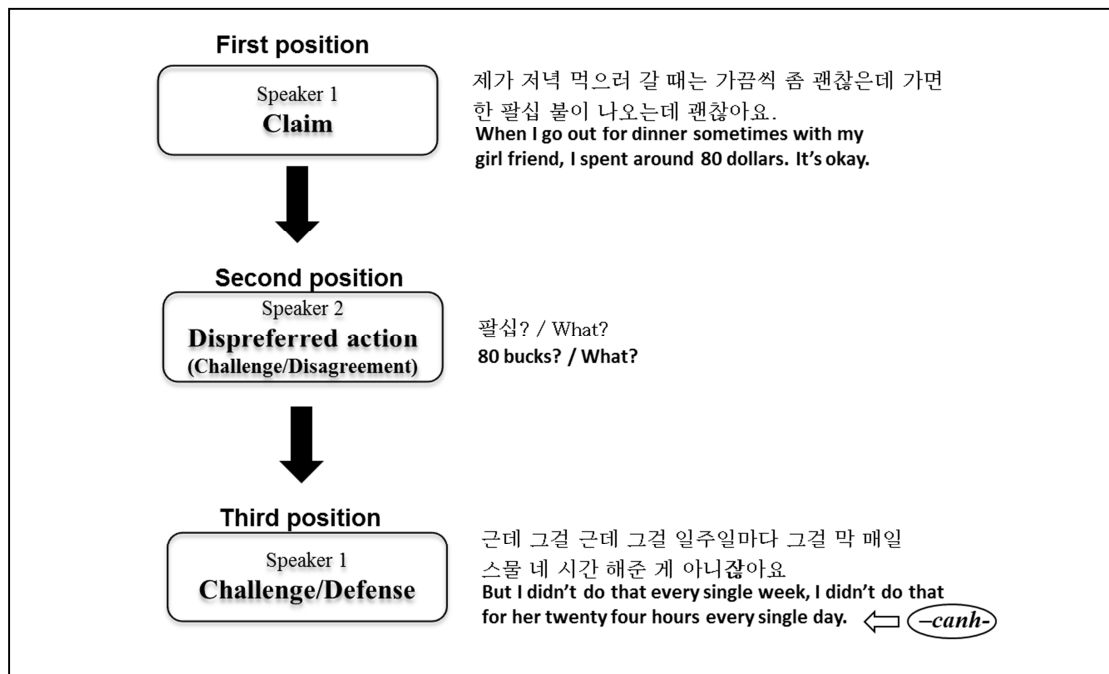 First position
Speaker 1
Claim
제가 저녁 먹으러 갈 때는 가끔씩 좀 괜찮은데 가면
한 팔십 불이 나오는데 괜찮아요.
When I go out for dinner sometimes with my
girl friend, I spent around 80 dollars. It's okay.
Second position
Speaker 2
Dispreferred action
(Challenge/Disagreement)
팔십? / What?
80 bucks? / What?
Third position
Speaker 1
Challenge/Defense
근데 그걸 근데 그걸 일주일마다 그걸 막 매일
스물 네 시간 해준 게 아니잖아요
But I didn't do that every single week, I didn't do that
for her twenty four hours every single day.
–canh-